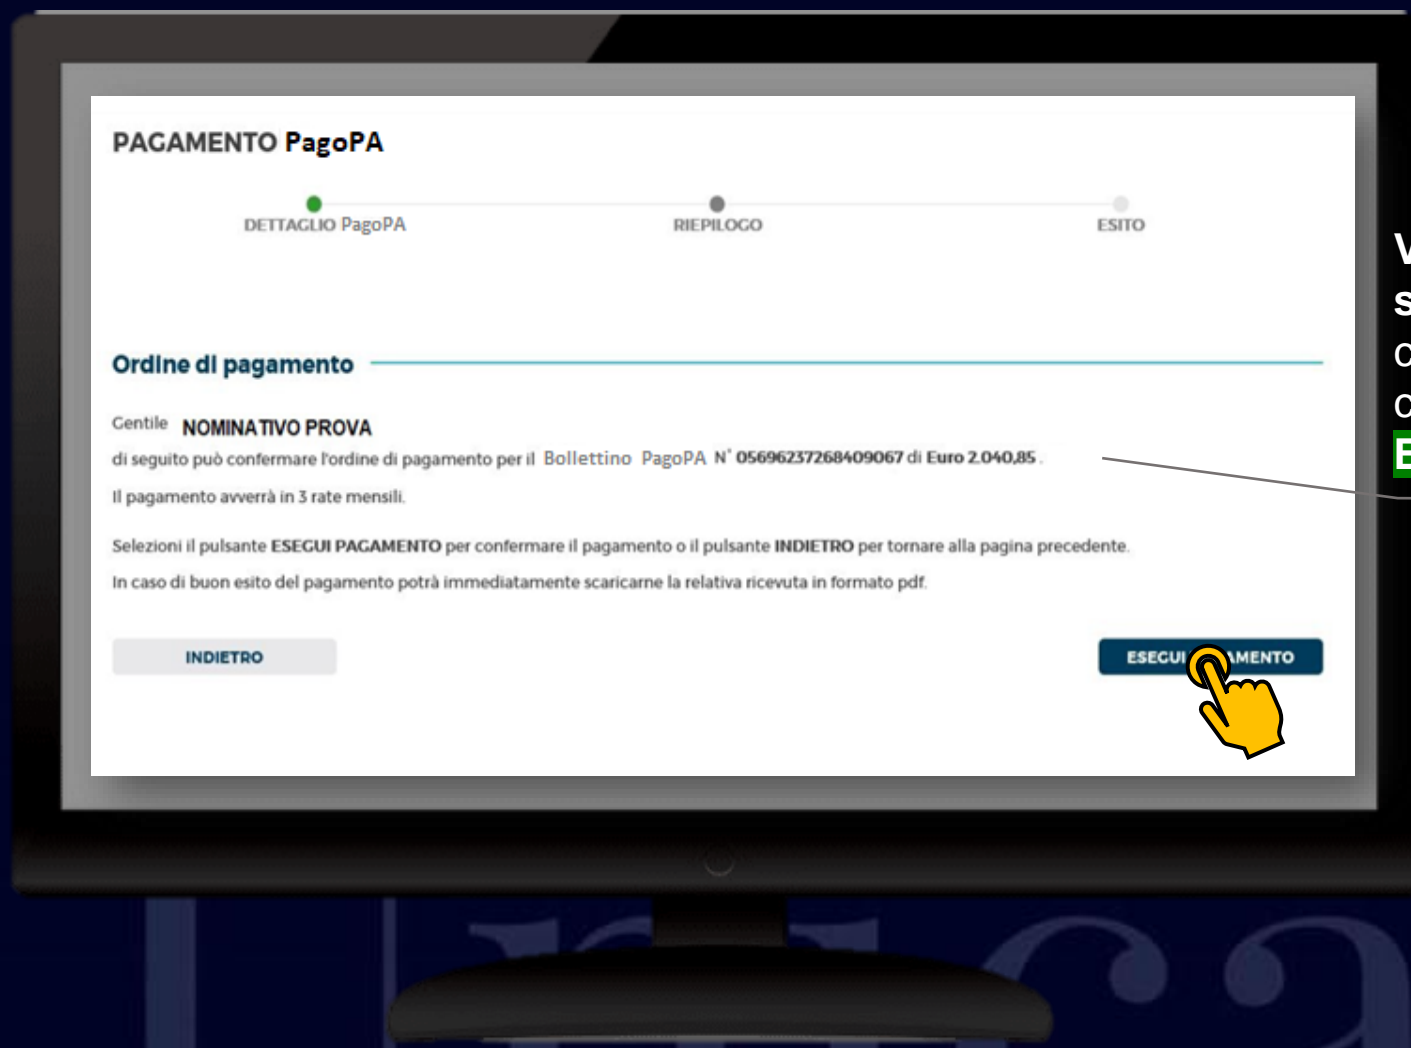 PAGAMENTO PagoPA
DETTAGLIO PagoPA
RIEPILOGO
ESITO
Ordine di pagamento
Gentile NOMINATIVO PROVA
di seguito può confermare l'ordine di pagamento per il Bollettino PagoPA N° 05696237268409067 di Euro 2.040,85 .
Il pagamento avverrà in 3 rate mensili.
Selezioni il pulsante ESEGUI PAGAMENTO per confermare il pagamento o il pulsante INDIETRO per tornare alla pagina precedente.
In caso di buon esito del pagamento potrà immediatamente scaricarne la relativa ricevuta in formato pdf.
INDIETRO
ESEGUI